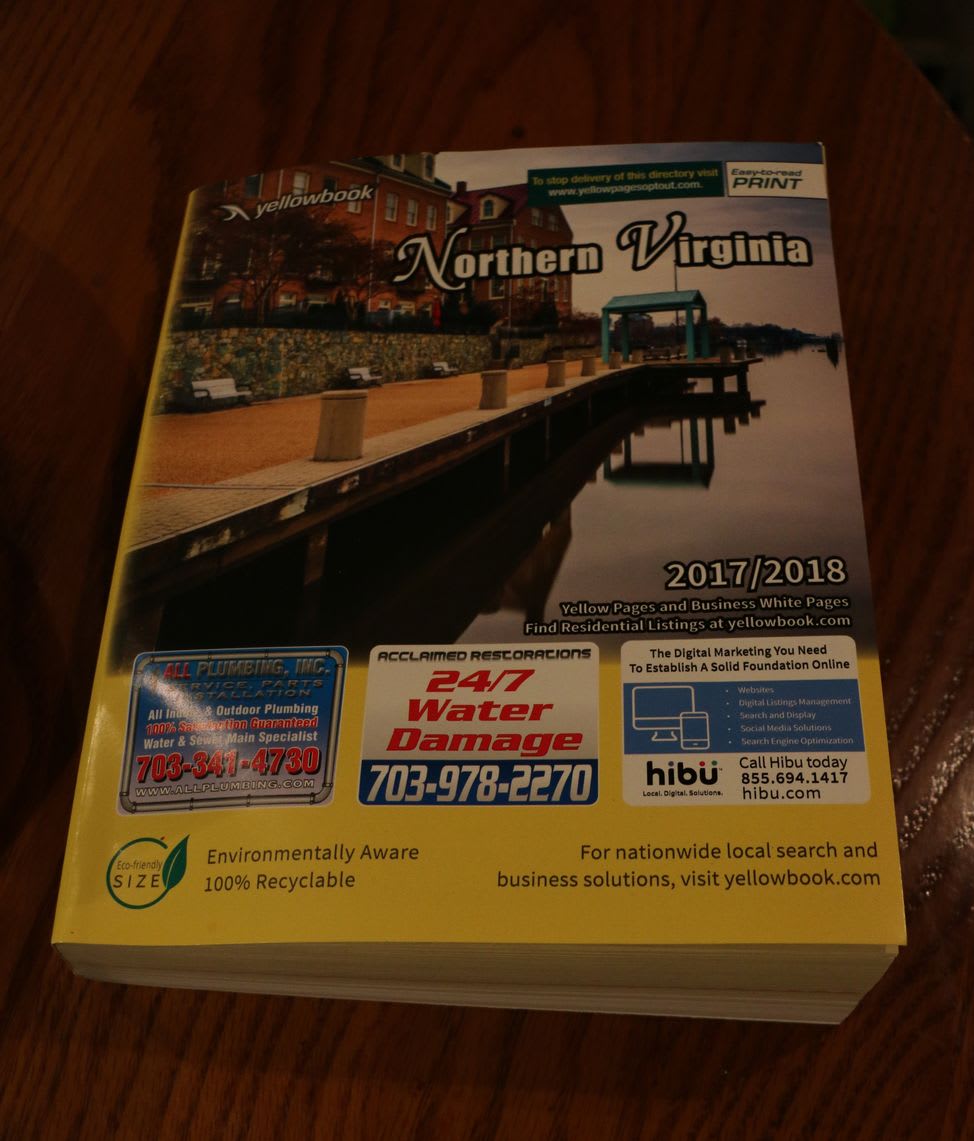 yellowbook
To stop delivery of this directory visit
www.yellowpagesoptout.com.
Easy-to-read
PRINT
Northern Virginia
2017/2018
Yellow Pages and Business White Pages
Find Residential Listings at yellowbook.com
ALL PLUMBING, INC.
SERVICE, PARTS
INSTALLATION
All Indoor & Outdoor Plumbing
100% Satisfaction Guaranteed
Water & Sewer Main Specialist
703-341-4730
WWW.ALLPLUMBING.COM
ACCLAIMED RESTORATIONS
24/7
Water
Damage
703-978-2270
The Digital Marketing You Need
To Establish A Solid Foundation Online
• Websites
• Digital Listings Management
• Search and Display
• Social Media Solutions
• Search Engine Optimization
hibü
Local. Digital. Solutions.
Call Hibu today
855.694.1417
hibu.com
Eco-friendly
SIZE
Environmentally Aware
100% Recyclable
For nationwide local search and
business solutions, visit yellowbook.com